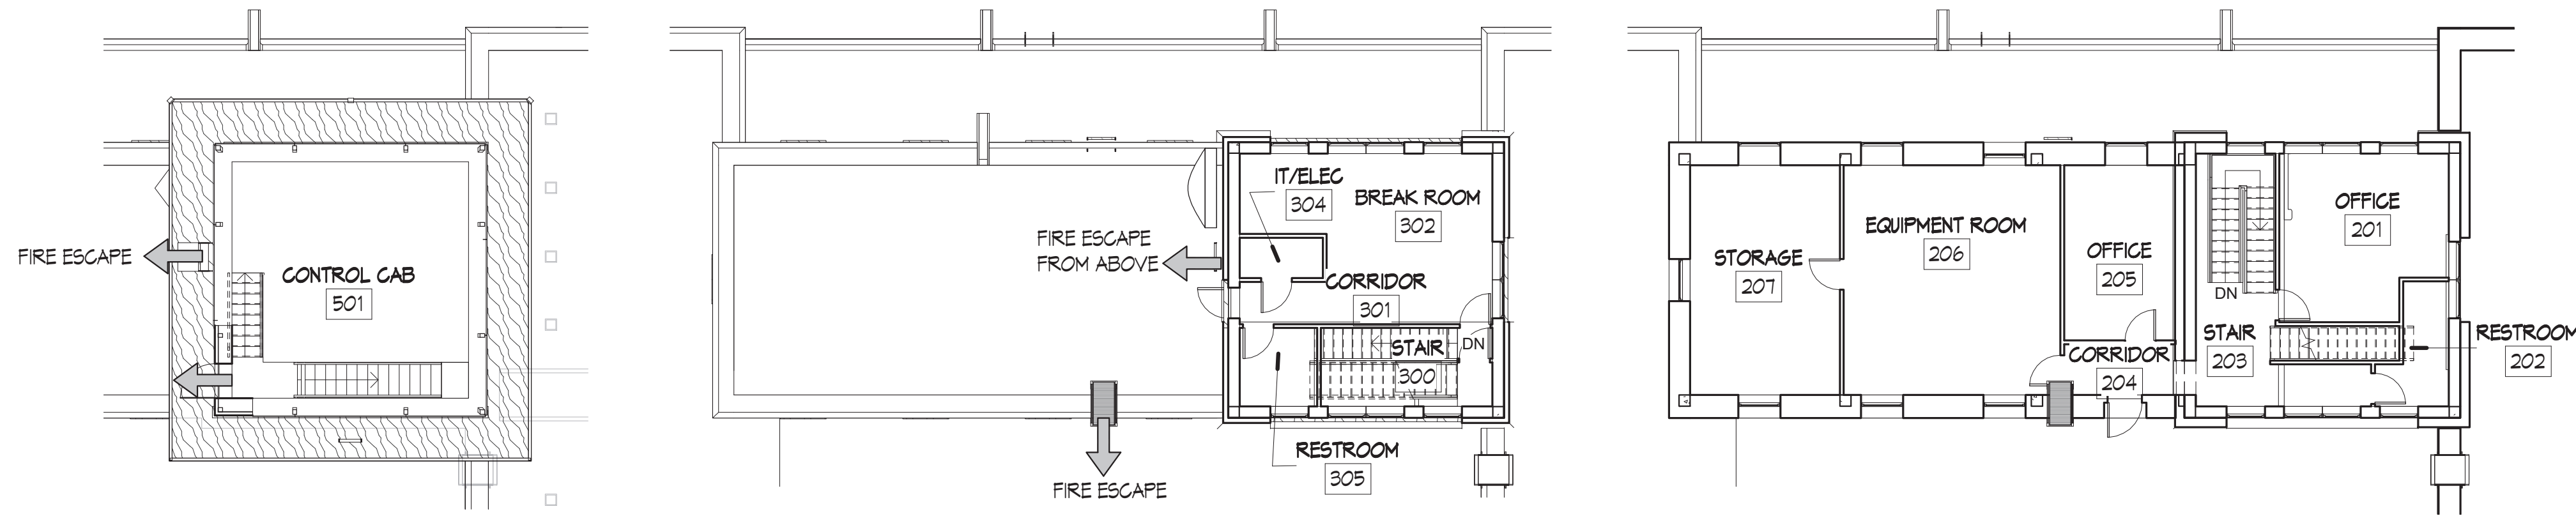 FIRE ESCAPE
CONTROL CAB
501
FIRE ESCAPE
FROM ABOVE
IT/ELEC
304
BREAK ROOM
302
CORRIDOR
301
STAIR
300
DN
RESTROOM
305
FIRE ESCAPE
STORAGE
207
EQUIPMENT ROOM
206
OFFICE
205
CORRIDOR
204
OFFICE
201
DN
STAIR
203
RESTROOM
202